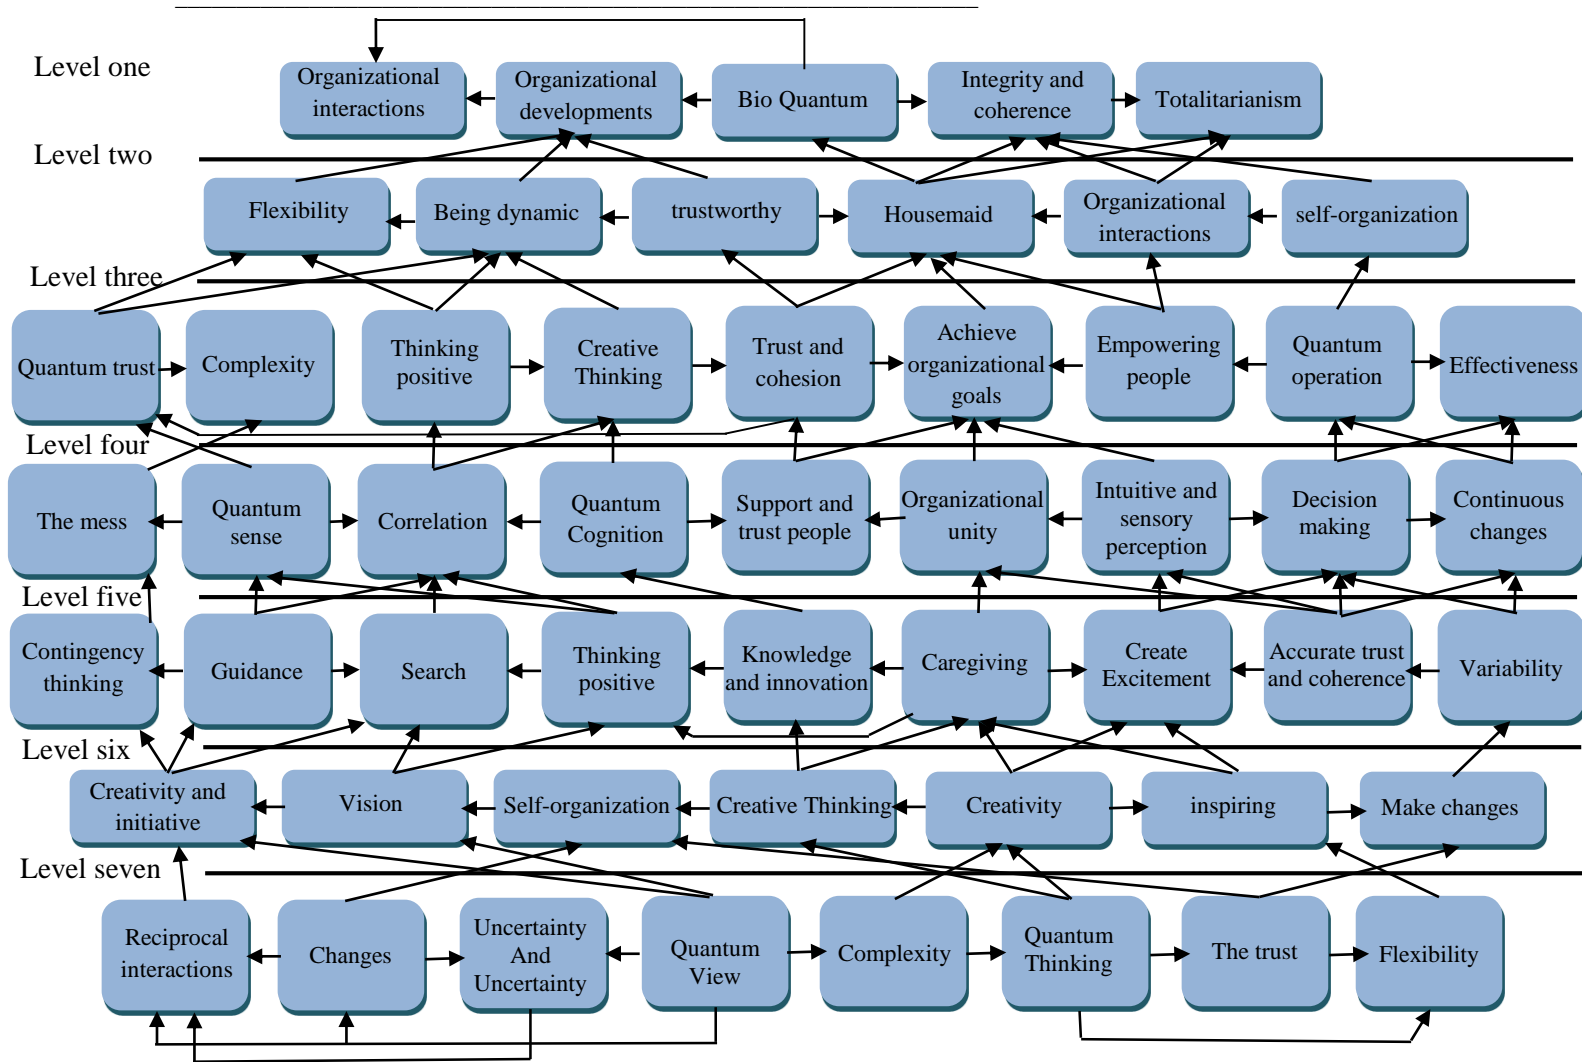 Level one
Organizational
interactions
Organizational
developments
Bio Quantum
Integrity and
coherence
Totalitarianism
Level two
Flexibility
Being dynamic
trustworthy
Housemaid
Organizational
interactions
self-organization
Level three
Quantum trust
Complexity
Thinking
positive
Creative
Thinking
Trust and
cohesion
Achieve
organizational
goals
Empowering
people
Quantum
operation
Effectiveness
Level four
The mess
Quantum
sense
Correlation
Quantum
Cognition
Support and
trust people
Organizational
unity
Intuitive and
sensory
perception
Decision
making
Continuous
changes
Level five
Contingency
thinking
Guidance
Search
Thinking
positive
Knowledge
and innovation
Caregiving
Create
Excitement
Accurate trust
and coherence
Variability
Level six
Creativity and
initiative
Vision
Self-organization
Creative Thinking
Creativity
inspiring
Make changes
Level seven
Reciprocal
interactions
Changes
Uncertainty
And
Uncertainty
Quantum
View
Complexity
Quantum
Thinking
The trust
Flexibility